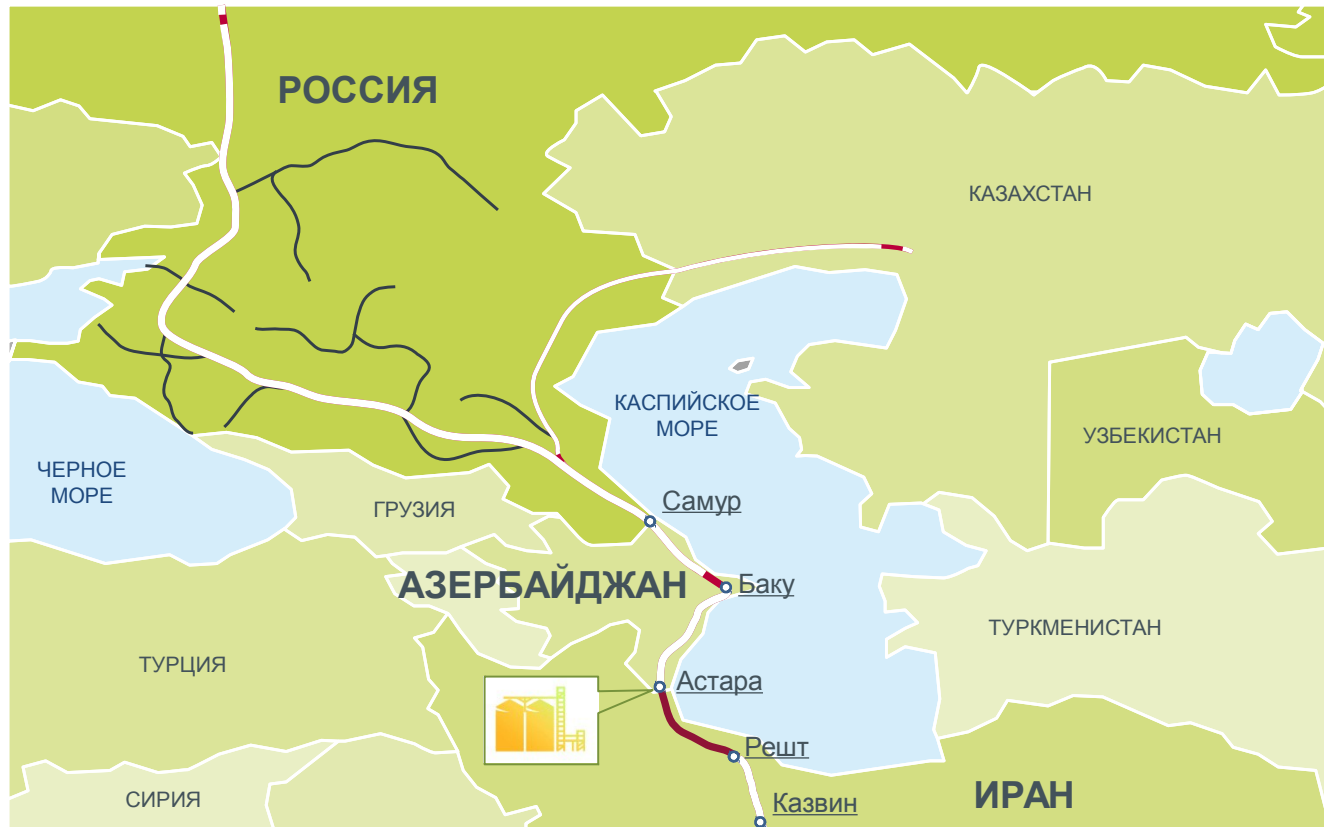 РОССИЯ
КАЗАХСТАН
КАСПИЙСКОЕ
МОРЕ
УЗБЕКИСТАН
ЧЕРНОЕ
МОРЕ
ГРУЗИЯ
Самур
АЗЕРБАЙДЖАН
Баку
ТУРКМЕНИСТАН
ТУРЦИЯ
Астара
Решт
СИРИЯ
Казвин
ИРАН